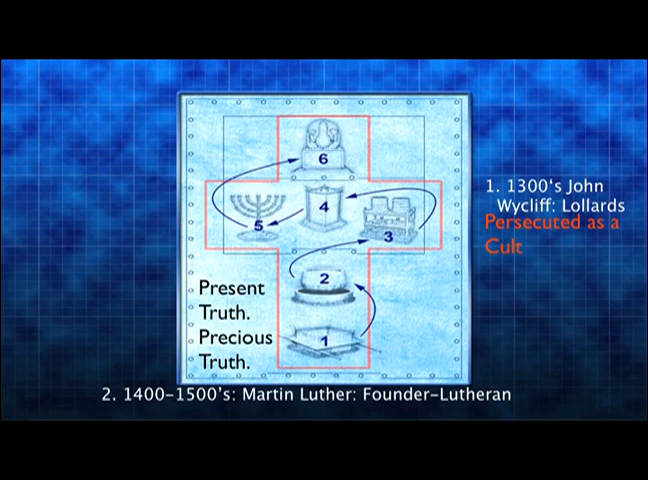 6
5
4
3
2
1
Present
Truth.
Precious
Truth.
1. 1300's John
Wycliff: Lollards
Persecuted as a
Cult
2. 1400-1500's: Martin Luther: Founder-Lutheran